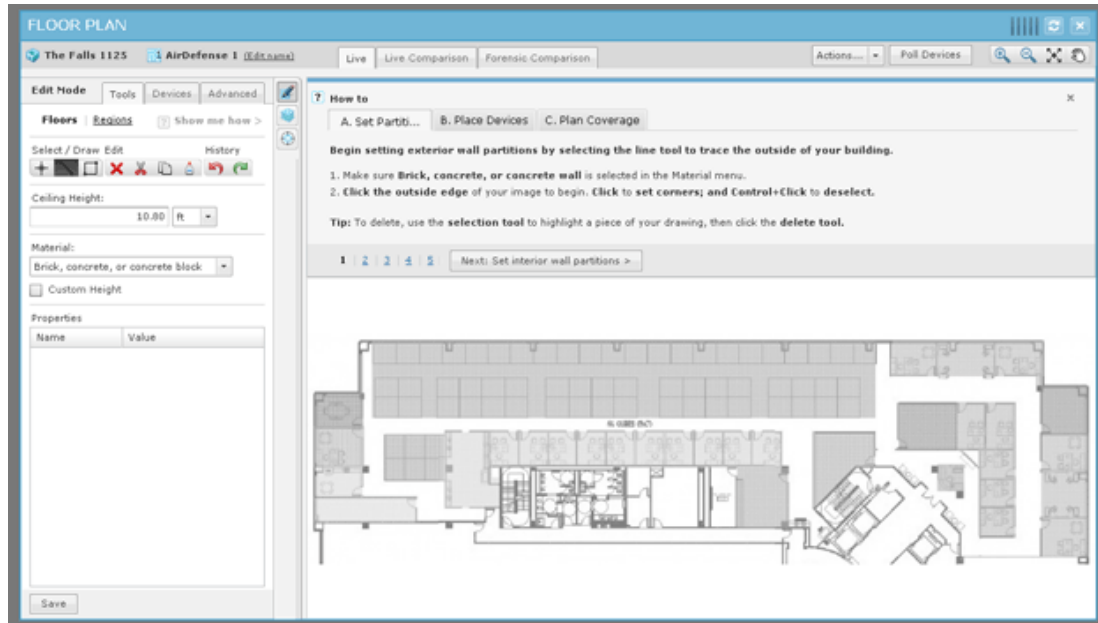 FLOOR PLAN
The Falls 1125 1 AirDefense 1 (Edit name) Live Live Comparison Forensic Comparison Actions... Poll Devices
Edit Mode Tools Devices Advanced
Floors | Regions ? Show me how >
Select / Draw Edit History
Ceiling Height:
10.80 ft
Material:
Brick, concrete, or concrete block
Custom Height
Properties
Name Value
Save
? How to ×
A. Set Partiti... B. Place Devices C. Plan Coverage
Begin setting exterior wall partitions by selecting the line tool to trace the outside of your building.
1. Make sure Brick, concrete, or concrete wall is selected in the Material menu.
2. Click the outside edge of your image to begin. Click to set corners; and Control+Click to deselect.
Tip: To delete, use the selection tool to highlight a piece of your drawing, then click the delete tool.
1 | 2 | 3 | 4 | 5 Next: Set interior wall partitions >